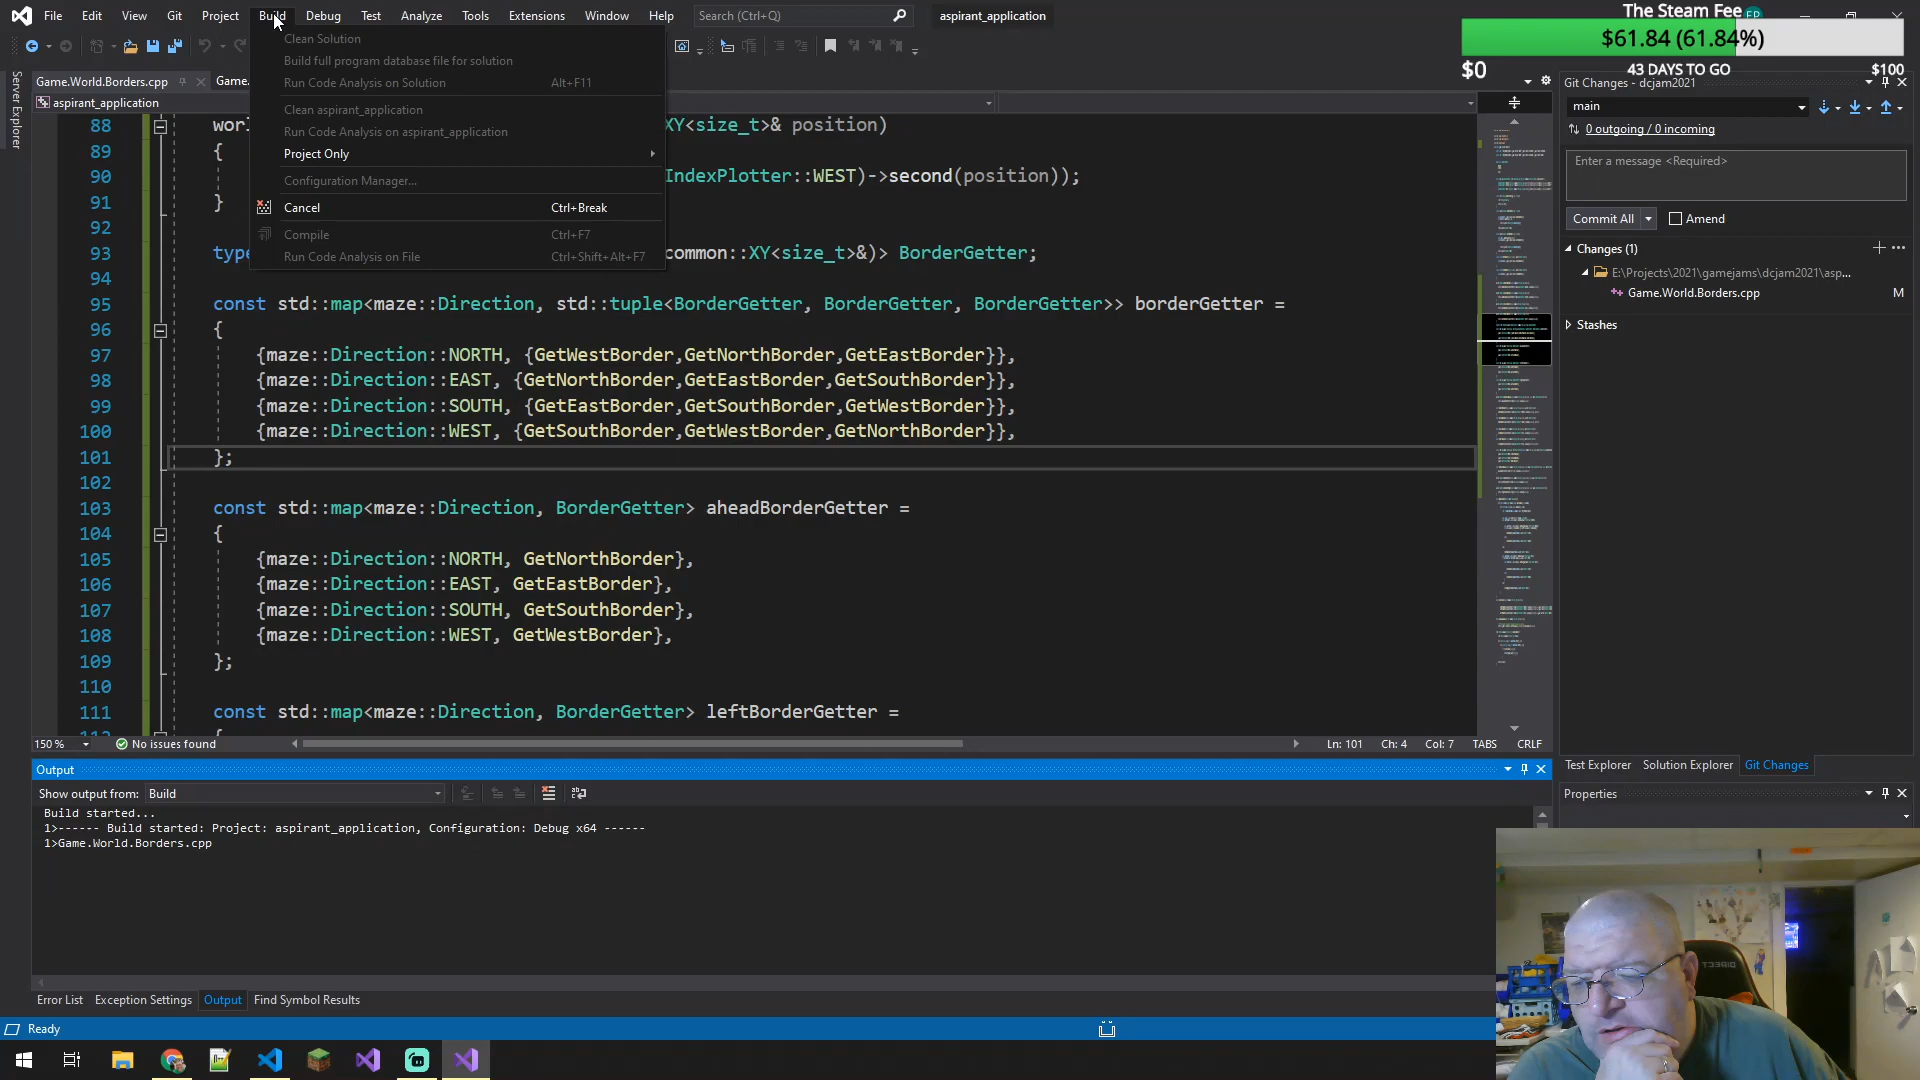 File Edit View Git Project Build Debug Test Analyze Tools Extensions Window Help Search (Ctrl+Q) aspirant_application
The Steam Fee
$61.84 (61.84%)
$0 43 DAYS TO GO $100
Clean Solution
Build full program database file for solution
Run Code Analysis on Solution Alt+F11
Clean aspirant_application
Run Code Analysis on aspirant_application
Project Only
Configuration Manager...
Cancel Ctrl+Break
Compile Ctrl+F7
Run Code Analysis on File Ctrl+Shift+Alt+F7
Server Explorer
Game.World.Borders.cpp Game.
aspirant_application
88 worl XY<size_t>& position)
89 {
90 IndexPlotter::WEST)->second(position));
91 }
92
93 type common::XY<size_t>&)> BorderGetter;
94
95 const std::map<maze::Direction, std::tuple<BorderGetter, BorderGetter, BorderGetter>> borderGetter =
96 {
97 {maze::Direction::NORTH, {GetWestBorder,GetNorthBorder,GetEastBorder}},
98 {maze::Direction::EAST, {GetNorthBorder,GetEastBorder,GetSouthBorder}},
99 {maze::Direction::SOUTH, {GetEastBorder,GetSouthBorder,GetWestBorder}},
100 {maze::Direction::WEST, {GetSouthBorder,GetWestBorder,GetNorthBorder}},
101 };
102
103 const std::map<maze::Direction, BorderGetter> aheadBorderGetter =
104 {
105 {maze::Direction::NORTH, GetNorthBorder},
106 {maze::Direction::EAST, GetEastBorder},
107 {maze::Direction::SOUTH, GetSouthBorder},
108 {maze::Direction::WEST, GetWestBorder},
109 };
110
111 const std::map<maze::Direction, BorderGetter> leftBorderGetter =
150 % No issues found Ln: 101 Ch: 4 Col: 7 TABS CRLF
Git Changes - dcjam2021
main
0 outgoing / 0 incoming
Enter a message <Required>
Commit All Amend
Changes (1)
E:\Projects\2021\gamejams\dcjam2021\asp...
Game.World.Borders.cpp M
Stashes
Test Explorer Solution Explorer Git Changes
Properties
Output
Show output from: Build
Build started...
1>------ Build started: Project: aspirant_application, Configuration: Debug x64 ------
1>Game.World.Borders.cpp
Error List Exception Settings Output Find Symbol Results
Ready